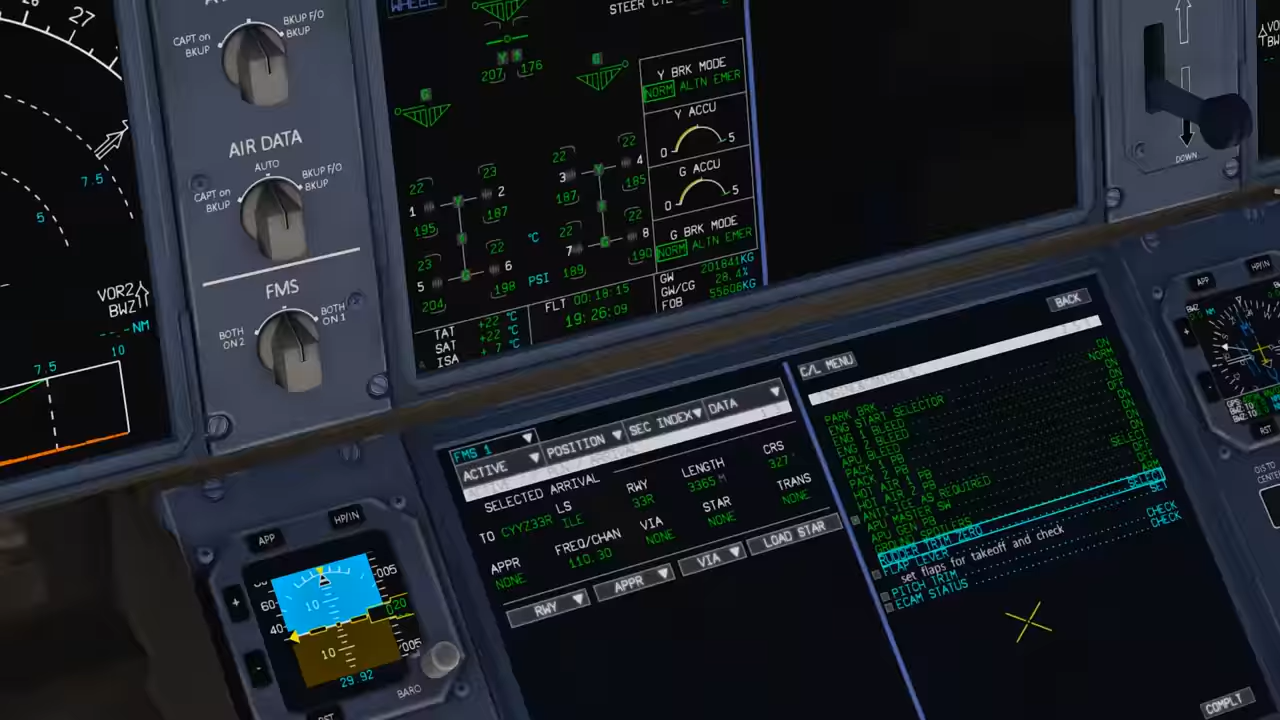 27
CAPT on BKUP
BKUP F/O BKUP
AIR DATA
AUTO
CAPT on BKUP
BKUP F/O BKUP
FMS
BOTH ON 2
BOTH ON 1
7.5
5
VOR2
BWZ
---NM
7.5
10
WHEEL
207 176
Y BRK MODE
NORM ALTN EMER
Y ACCU
0 5
G ACCU
0 5
G BRK MODE
NORM ALTN EMER
22 23 22 22
1 2 3 4
195 187 187 185
23 22 °C 22 22
5 6 7 8
204 198 PSI 189 190
TAT +22 °C
SAT +22 °C
ISA + 7 °C
FLT 00:18:15
19:26:09
GW 201841KG
GW/CG 28.4%
FOB 55606KG
DOWN
FMS 1
ACTIVE POSITION SEC INDEX DATA
SELECTED ARRIVAL
LS RWY LENGTH CRS
TO CYYZ33R ILE 33R 3365M 327°
APPR FREQ/CHAN VIA STAR TRANS
NONE 110.30 NONE NONE NONE
RWY APPR VIA LOAD STAR
C/L MENU
BACK
PARK BRK ON
ENG START SELECTOR NORM
ENG 1 BLEED ON
ENG 2 BLEED ON
APU BLEED OFF
PACK 1 PB ON
PACK 2 PB ON
HOT AIR 1 PB ON
HOT AIR 2 PB ON
ANTI ICE AS REQUIRED SELECT
APU MASTER SW OFF
APU GEN PB OFF
RUDDER TRIM ZERO SELECT
FLAP LEVER SET
set flaps for takeoff and check
PITCH TRIM CHECK
ECAM STATUS CHECK
COMPLT
APP
HP/IN
+
-
60
40
10
005
020
10
005
29.92
BARO
RST
APP
HP/IN
+
RST